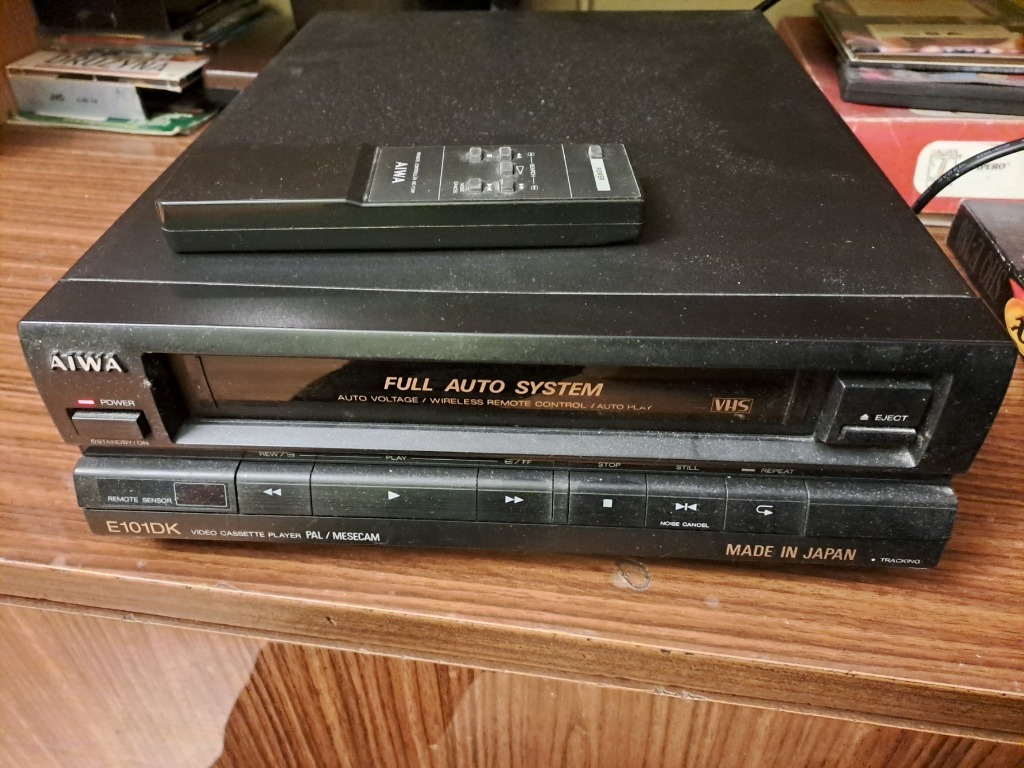 AIWA
POWER
STANDBY/ON
FULL AUTO SYSTEM
AUTO VOLTAGE / WIRELESS REMOTE CONTROL / AUTO PLAY
VHS
EJECT
REW
PLAY
/FF
STOP
STILL
REPEAT
REMOTE SENSOR
NOISE CANCEL
E101DK VIDEO CASSETTE PLAYER PAL / MESECAM
MADE IN JAPAN
TRACKING
AIWA